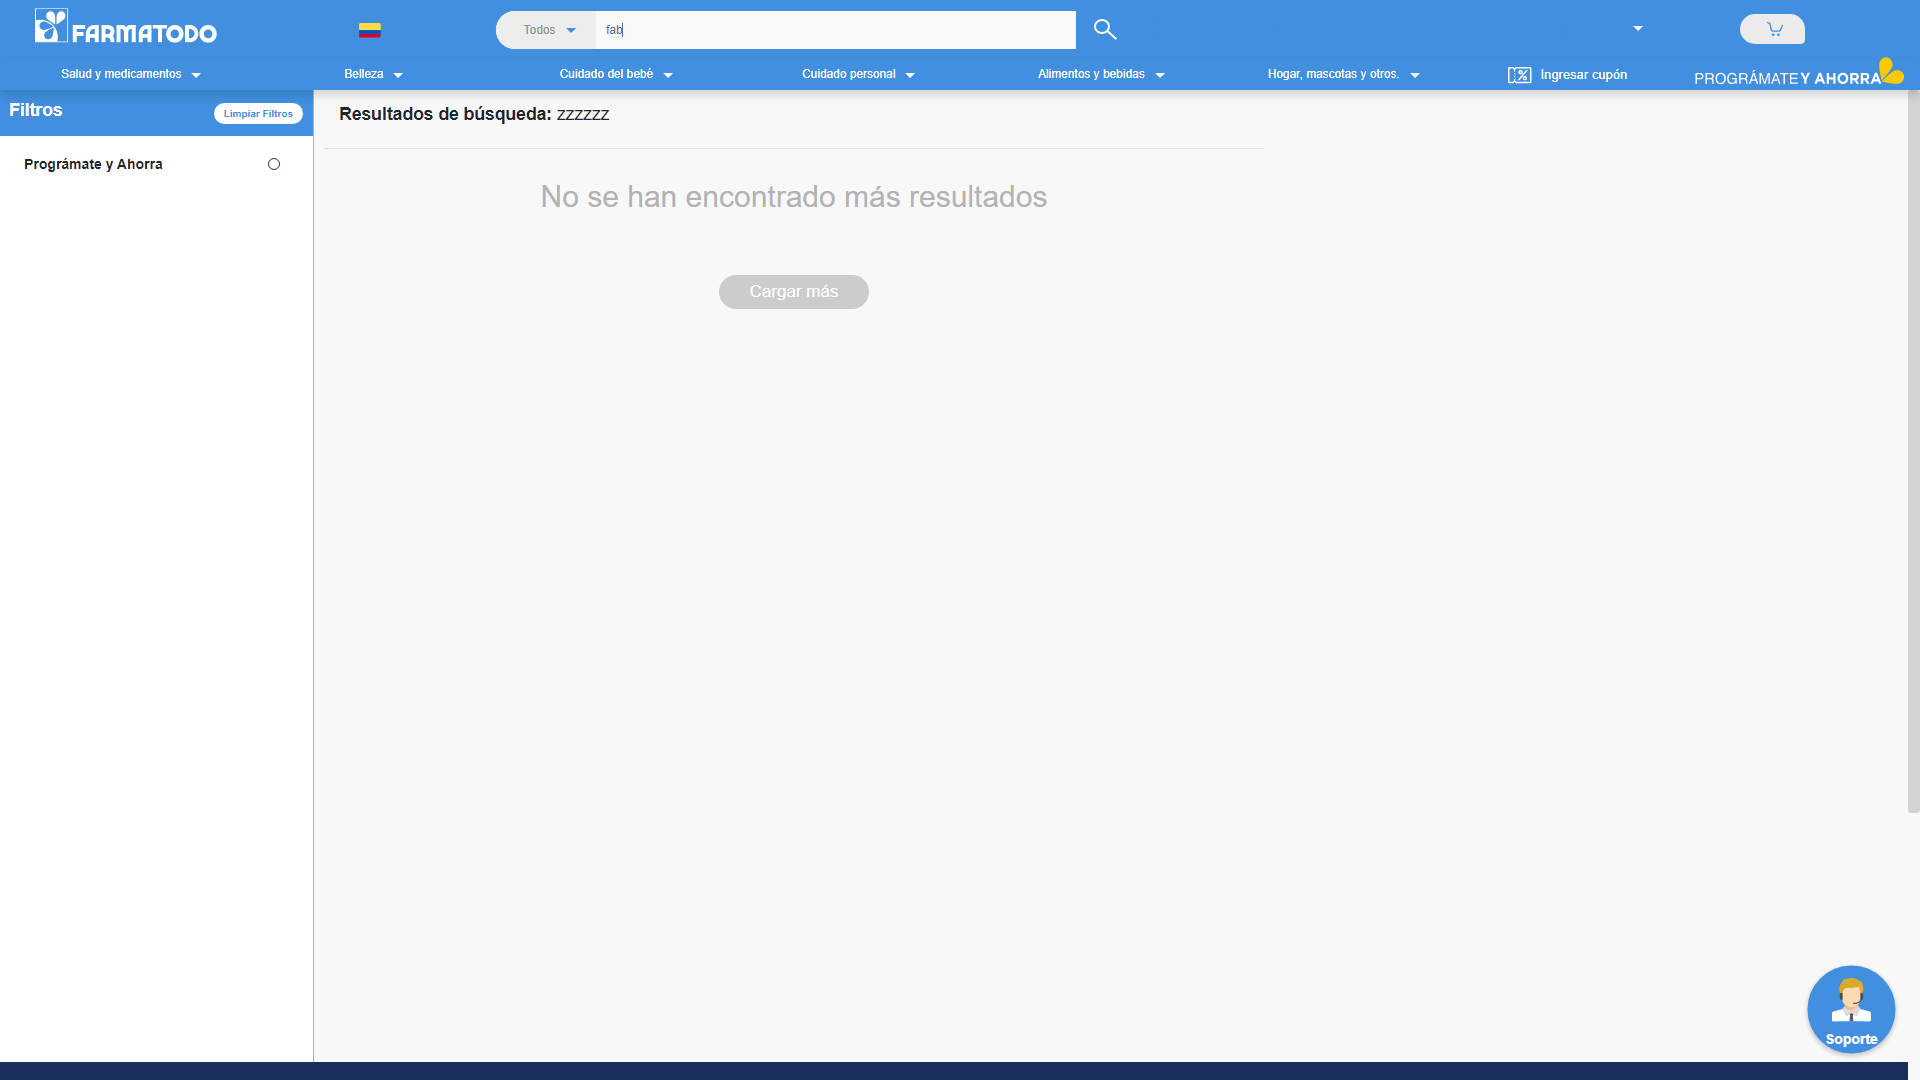 FARMATODO
Todos
fab
Salud y medicamentos
Belleza
Cuidado del bebé
Cuidado personal
Alimentos y bebidas
Hogar, mascotas y otros.
Ingresar cupón
PROGRÁMATE Y AHORRA
Filtros
Limpiar Filtros
Prográmate y Ahorra
Resultados de búsqueda: zzzzzz
No se han encontrado más resultados
Cargar más
Soporte